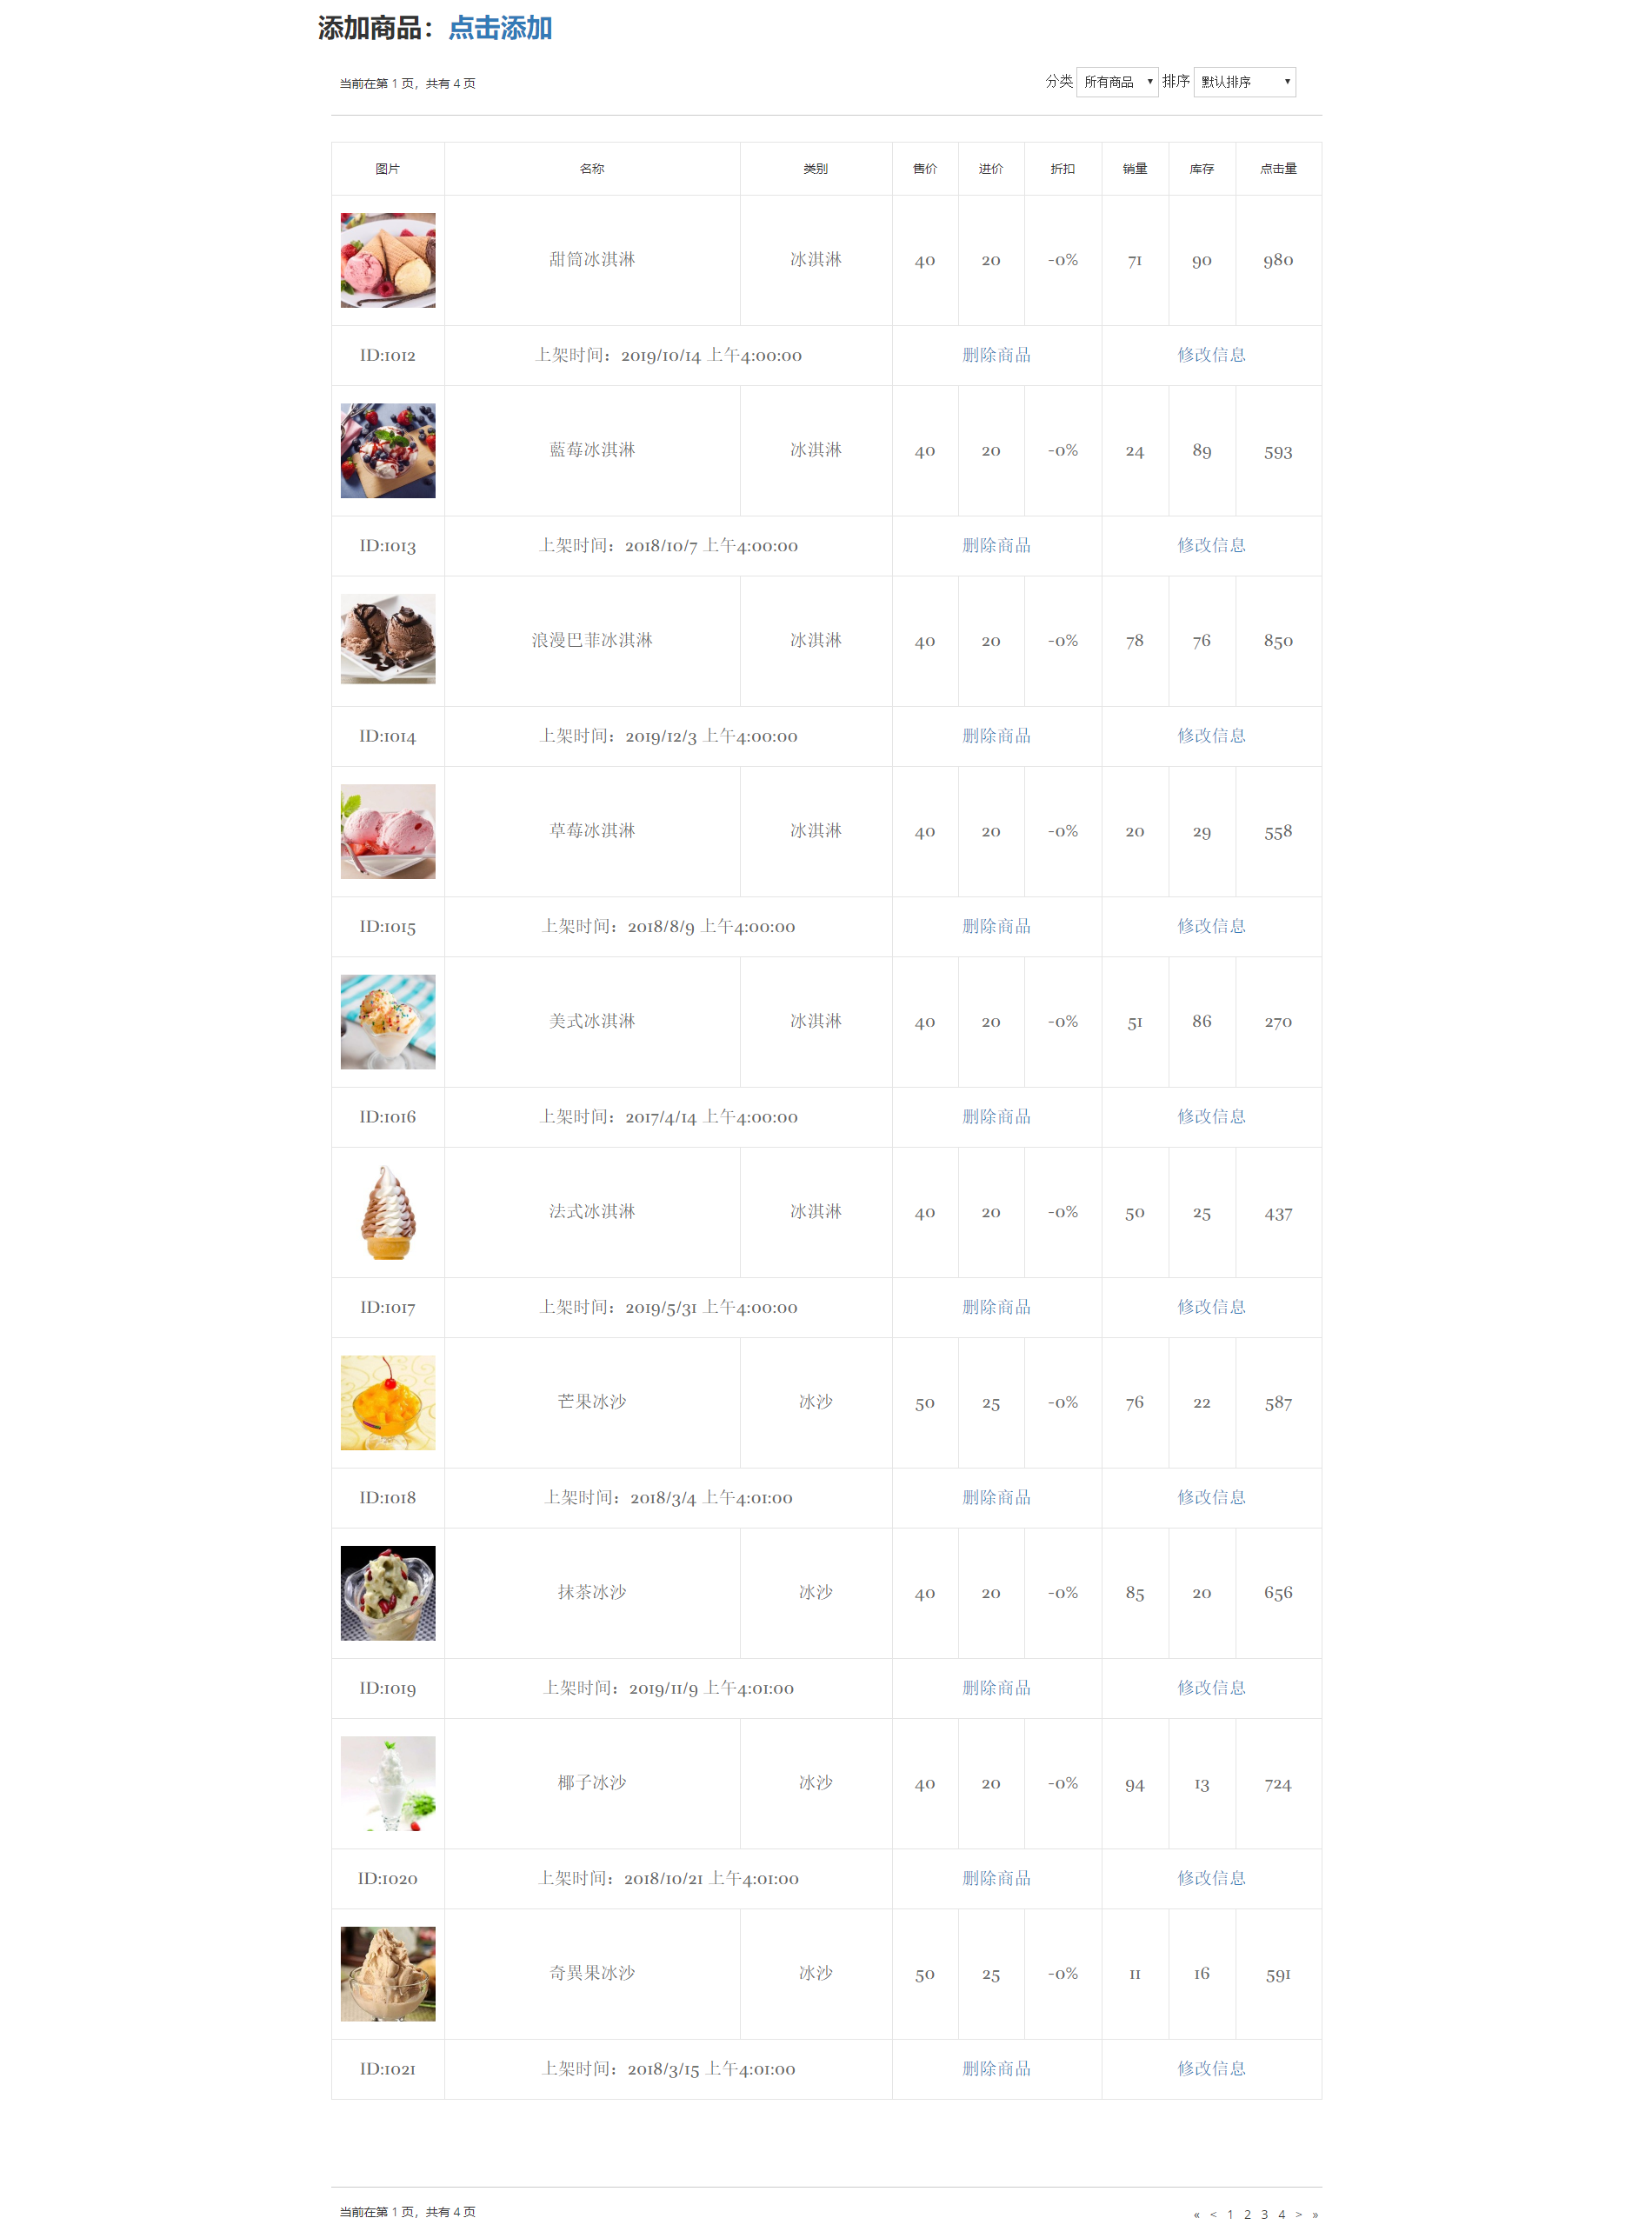 添加商品：点击添加
当前在第 1 页，共有 4 页 分类 所有商品 排序 默认排序
图片 名称 类别 售价 进价 折扣 销量 库存 点击量
甜筒冰淇淋 冰淇淋 40 20 -0% 71 90 980
ID:1012 上架时间：2019/10/14 上午4:00:00 删除商品 修改信息
藍莓冰淇淋 冰淇淋 40 20 -0% 24 89 593
ID:1013 上架时间：2018/10/7 上午4:00:00 删除商品 修改信息
浪漫巴菲冰淇淋 冰淇淋 40 20 -0% 78 76 850
ID:1014 上架时间：2019/12/3 上午4:00:00 删除商品 修改信息
草莓冰淇淋 冰淇淋 40 20 -0% 20 29 558
ID:1015 上架时间：2018/8/9 上午4:00:00 删除商品 修改信息
美式冰淇淋 冰淇淋 40 20 -0% 51 86 270
ID:1016 上架时间：2017/4/14 上午4:00:00 删除商品 修改信息
法式冰淇淋 冰淇淋 40 20 -0% 50 25 437
ID:1017 上架时间：2019/5/31 上午4:00:00 删除商品 修改信息
芒果冰沙 冰沙 50 25 -0% 76 22 587
ID:1018 上架时间：2018/3/4 上午4:01:00 删除商品 修改信息
抹茶冰沙 冰沙 40 20 -0% 85 20 656
ID:1019 上架时间：2019/11/9 上午4:01:00 删除商品 修改信息
椰子冰沙 冰沙 40 20 -0% 94 13 724
ID:1020 上架时间：2018/10/21 上午4:01:00 删除商品 修改信息
奇異果冰沙 冰沙 50 25 -0% 11 16 591
ID:1021 上架时间：2018/3/15 上午4:01:00 删除商品 修改信息
当前在第 1 页，共有 4 页 « < 1 2 3 4 > »